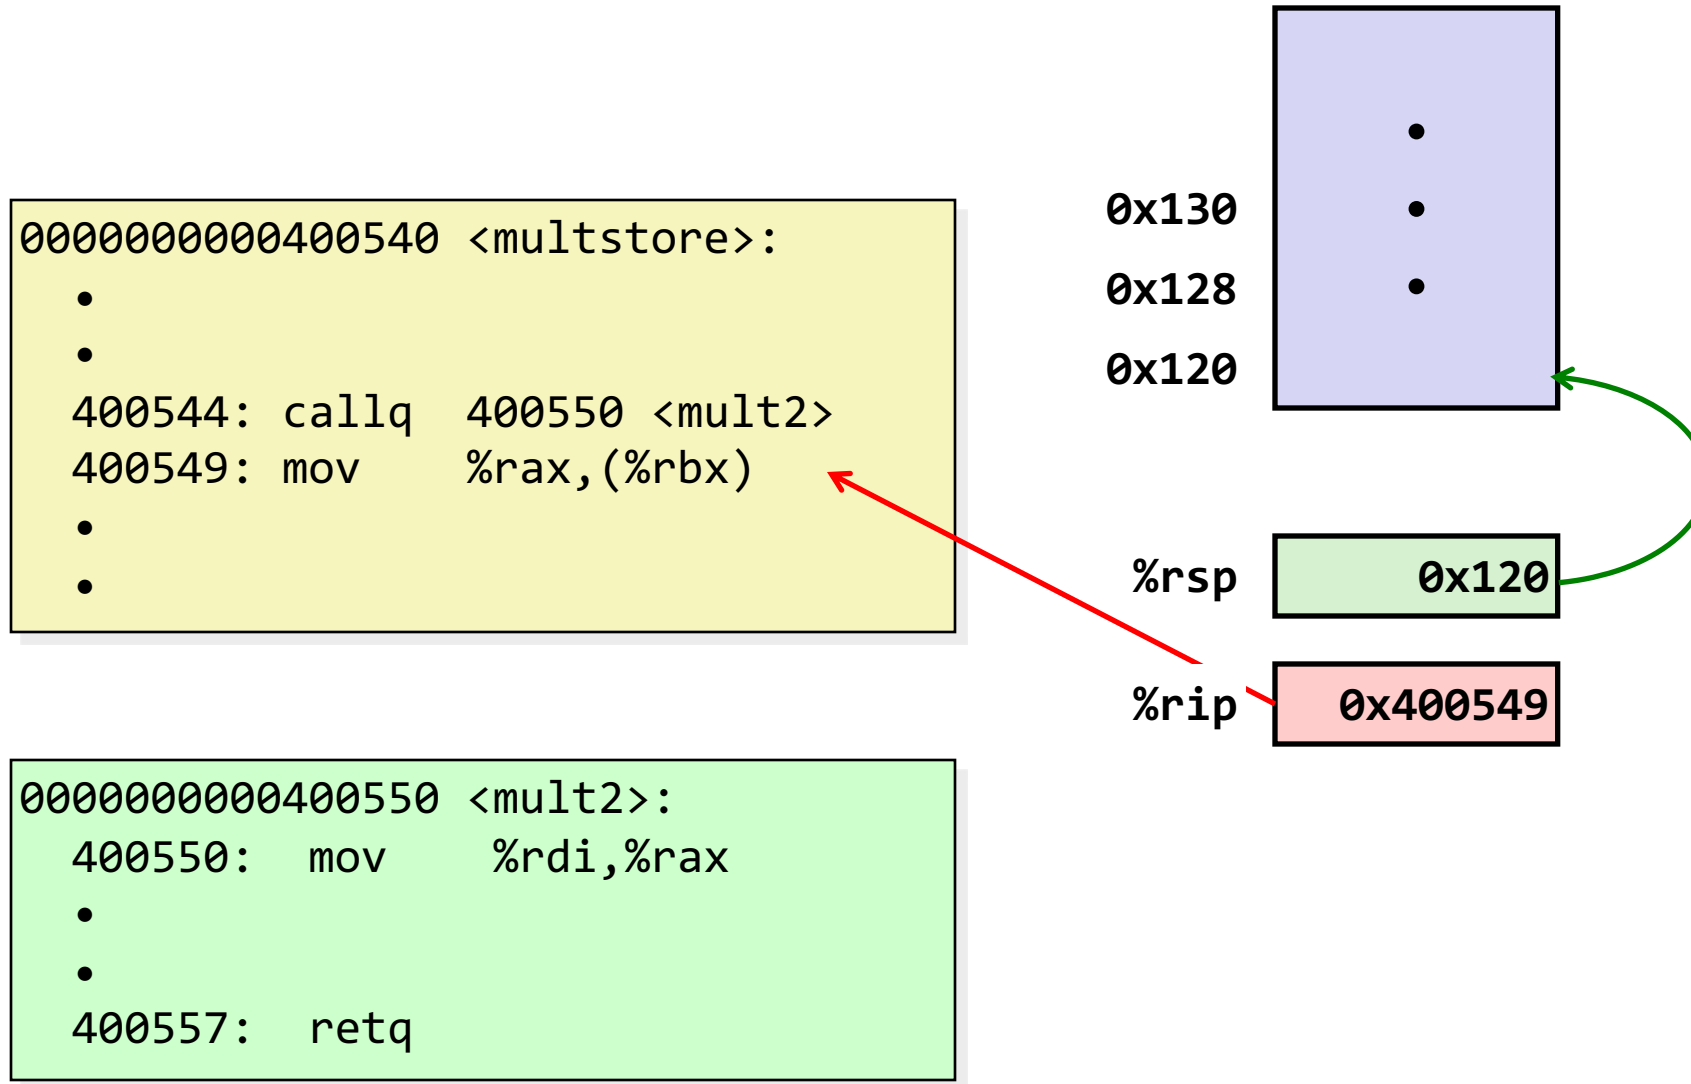 0000000000400540 <multstore>:
•
•
400544: callq 400550 <mult2>
400549: mov %rax,(%rbx)
•
•
0000000000400550 <mult2>:
400550: mov %rdi,%rax
•
•
400557: retq
•
0x130 •
0x128 •
0x120
%rsp 0x120
%rip 0x400549